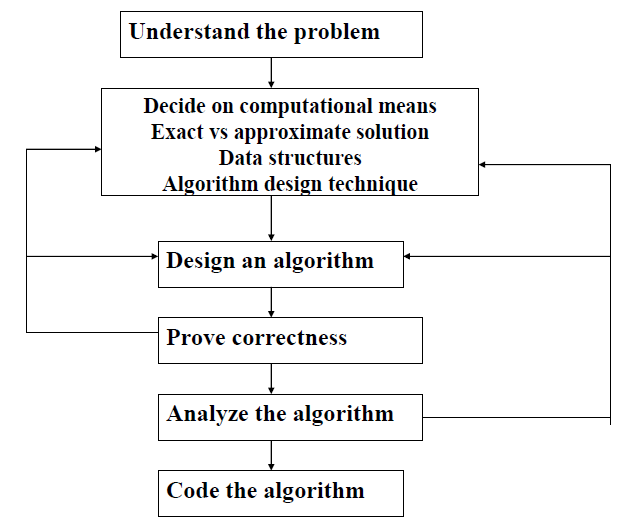 Understand the problem
Decide on computational means
Exact vs approximate solution
Data structures
Algorithm design technique
Design an algorithm
Prove correctness
Analyze the algorithm
Code the algorithm